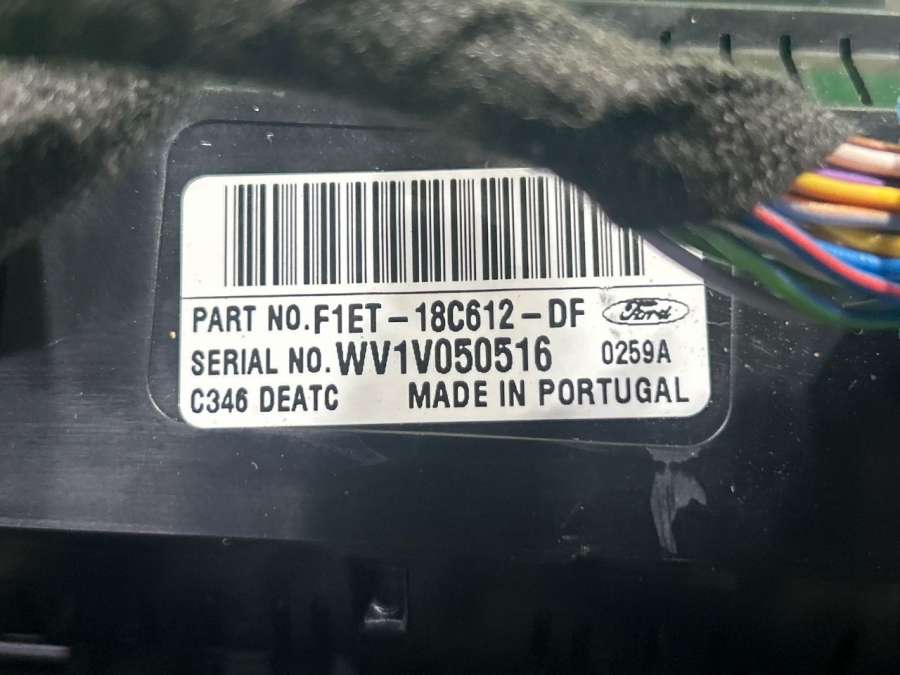 PART NO.F1ET-18C612-DF Ford
SERIAL NO.WV1V050516 0259A
C346 DEATC MADE IN PORTUGAL